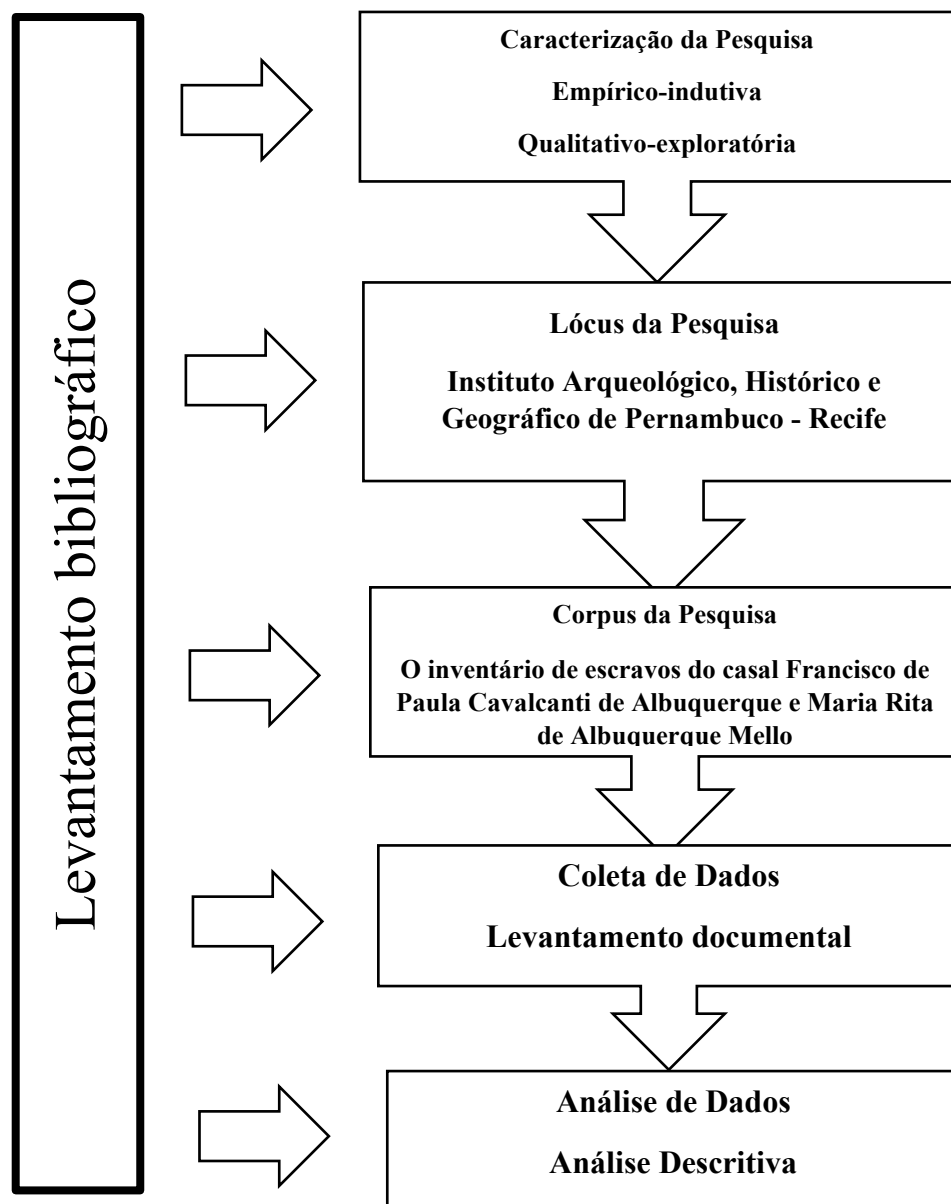 Levantamento bibliográfico
Caracterização da Pesquisa
Empírico-indutiva
Qualitativo-exploratória
Lócus da Pesquisa
Instituto Arqueológico, Histórico e
Geográfico de Pernambuco - Recife
Corpus da Pesquisa
O inventário de escravos do casal Francisco de
Paula Cavalcanti de Albuquerque e Maria Rita
de Albuquerque Mello
Coleta de Dados
Levantamento documental
Análise de Dados
Análise Descritiva